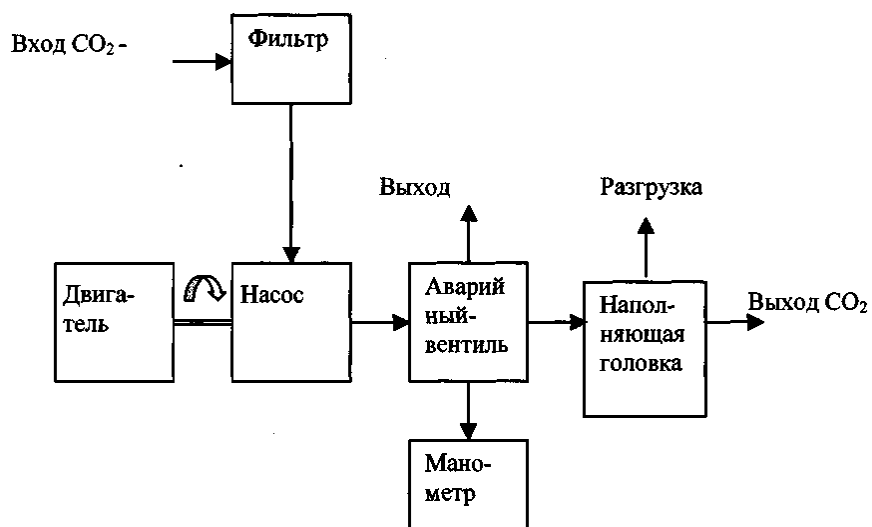 Вход CO₂ -
Фильтр
Выход
Разгрузка
Двига-
тель
Насос
Аварий
ный-
вентиль
Напол-
няющая
головка
Выход CO₂
Мано-
метр